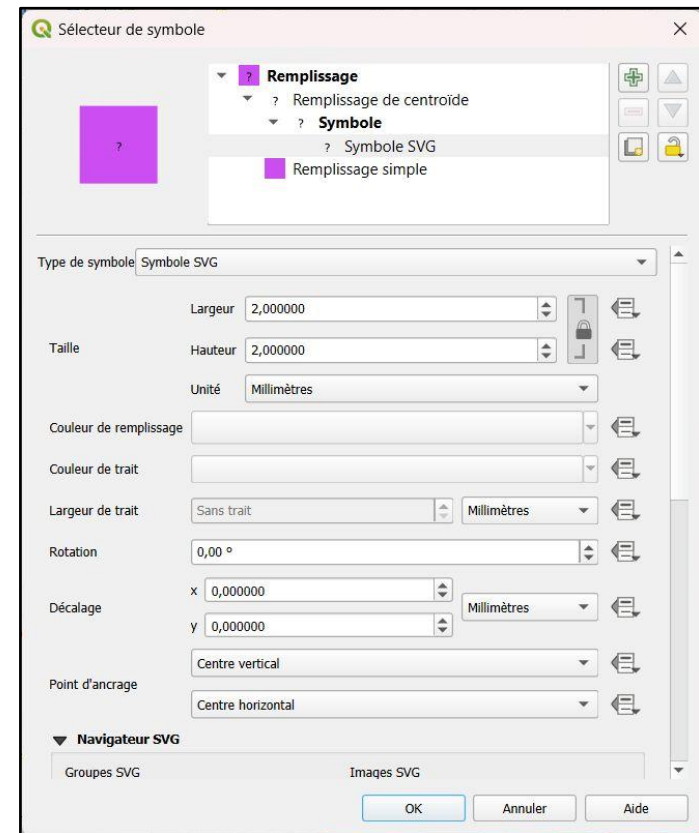 Sélecteur de symbole
? Remplissage
? Remplissage de centroïde
? Symbole
? Symbole SVG
Remplissage simple
?
Type de symbole Symbole SVG
Taille
Largeur 2,000000
Hauteur 2,000000
Unité Millimètres
Couleur de remplissage
Couleur de trait
Largeur de trait Sans trait Millimètres
Rotation 0,00 °
Décalage
x 0,000000
y 0,000000
Millimètres
Point d'ancrage
Centre vertical
Centre horizontal
Navigateur SVG
Groupes SVG Images SVG
OK Annuler Aide